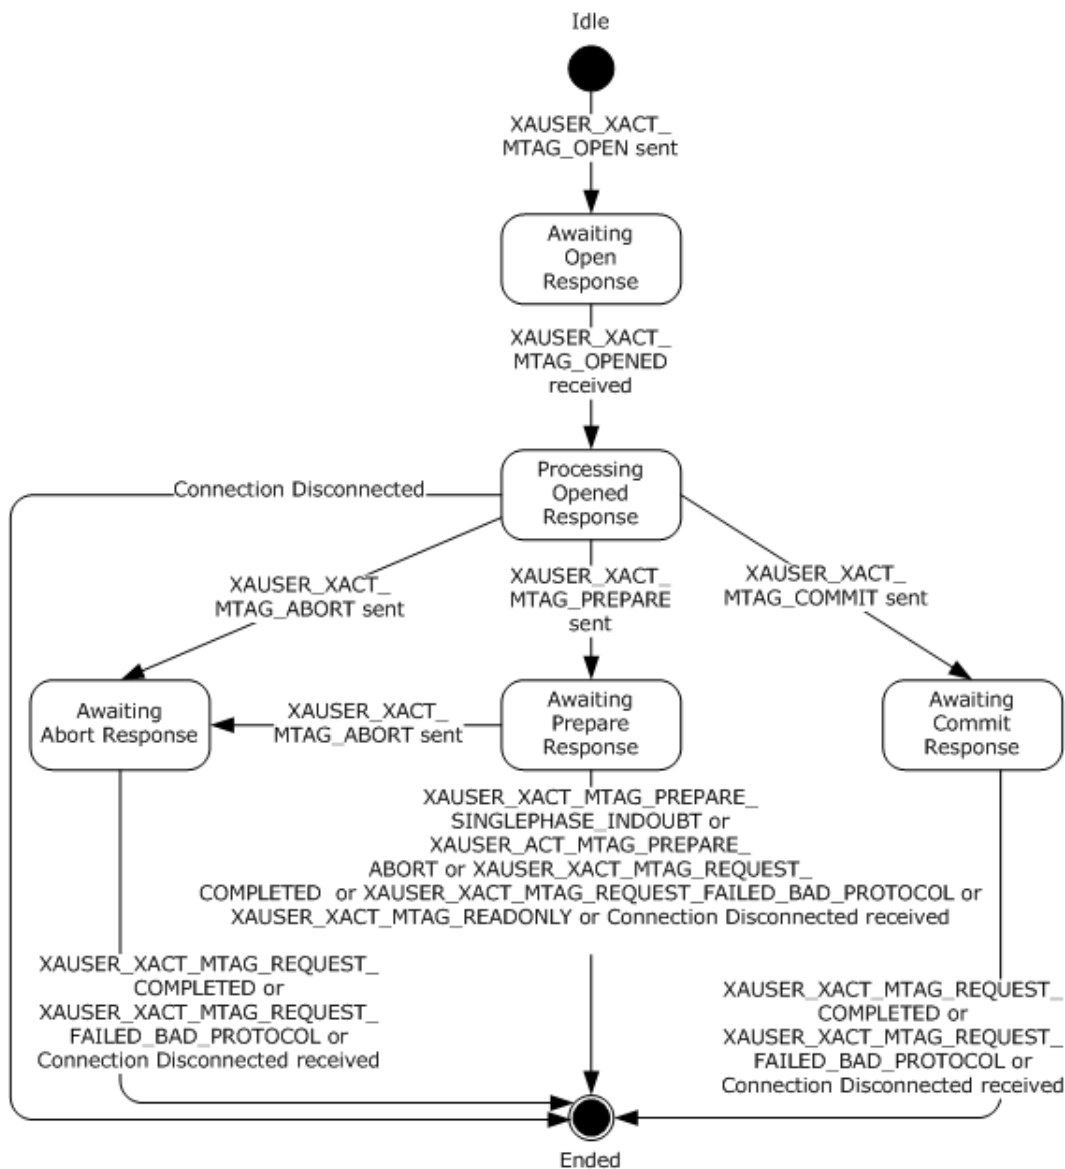 Idle
XAUSER_XACT_
MTAG_OPEN sent
Awaiting
Open
Response
XAUSER_XACT_
MTAG_OPENED
received
Processing
Opened
Response
Connection Disconnected
XAUSER_XACT_
MTAG_ABORT sent
XAUSER_XACT_
MTAG_PREPARE
sent
XAUSER_XACT_
MTAG_COMMIT sent
Awaiting
Abort Response
XAUSER_XACT_
MTAG_ABORT sent
Awaiting
Prepare
Response
Awaiting
Commit
Response
XAUSER_XACT_MTAG_PREPARE_
SINGLEPHASE_INDOUBT or
XAUSER_ACT_MTAG_PREPARE_
ABORT or XAUSER_XACT_MTAG_REQUEST_
COMPLETED or XAUSER_XACT_MTAG_REQUEST_FAILED_BAD_PROTOCOL or
XAUSER_XACT_MTAG_READONLY or Connection Disconnected received
XAUSER_XACT_MTAG_REQUEST_
COMPLETED or
XAUSER_XACT_MTAG_REQUEST_
FAILED_BAD_PROTOCOL or
Connection Disconnected received
XAUSER_XACT_MTAG_REQUEST_
COMPLETED or
XAUSER_XACT_MTAG_REQUEST_
FAILED_BAD_PROTOCOL or
Connection Disconnected received
Ended